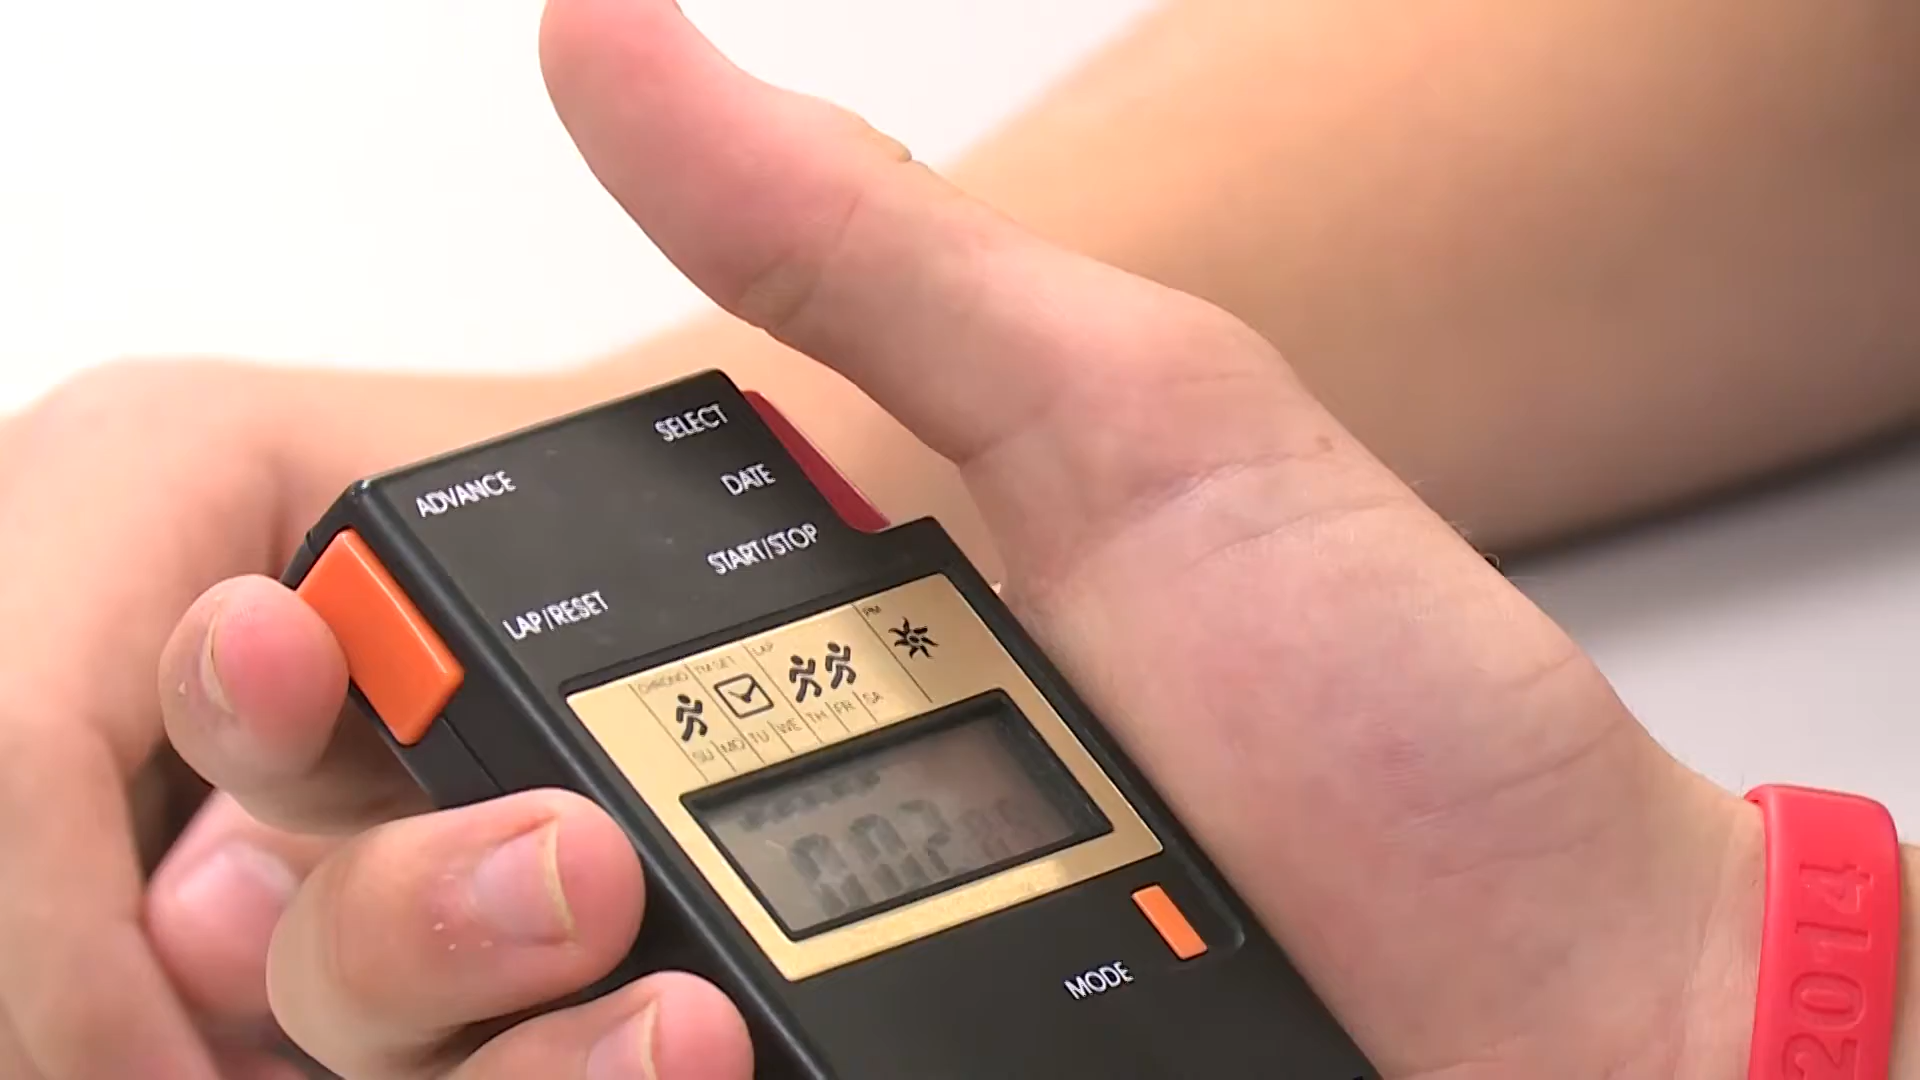 SELECT
ADVANCE
DATE
START/STOP
LAP/RESET
CHRONO TM SET LAP PM
SU MO TU WE TH FR SA
MODE
2014